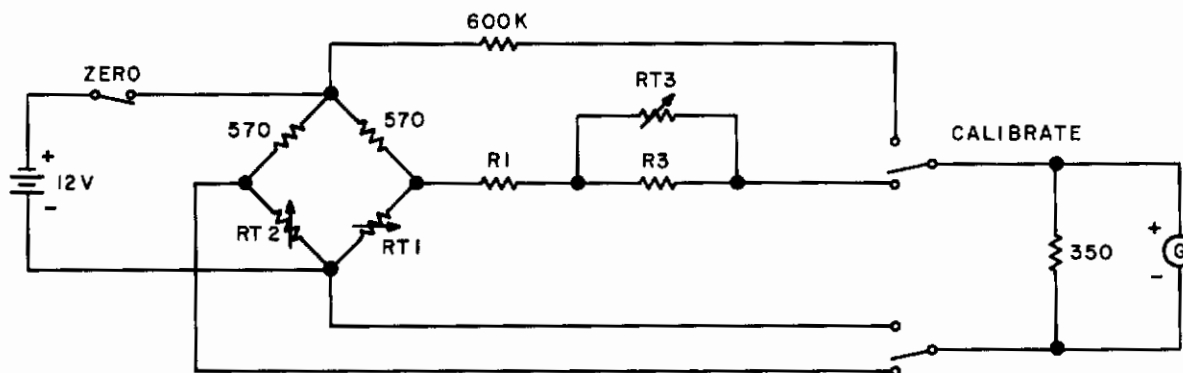 600K
ZERO
RT3
570
570
CALIBRATE
+
12V
-
R1
R3
RT2
RT1
350
+
-
G